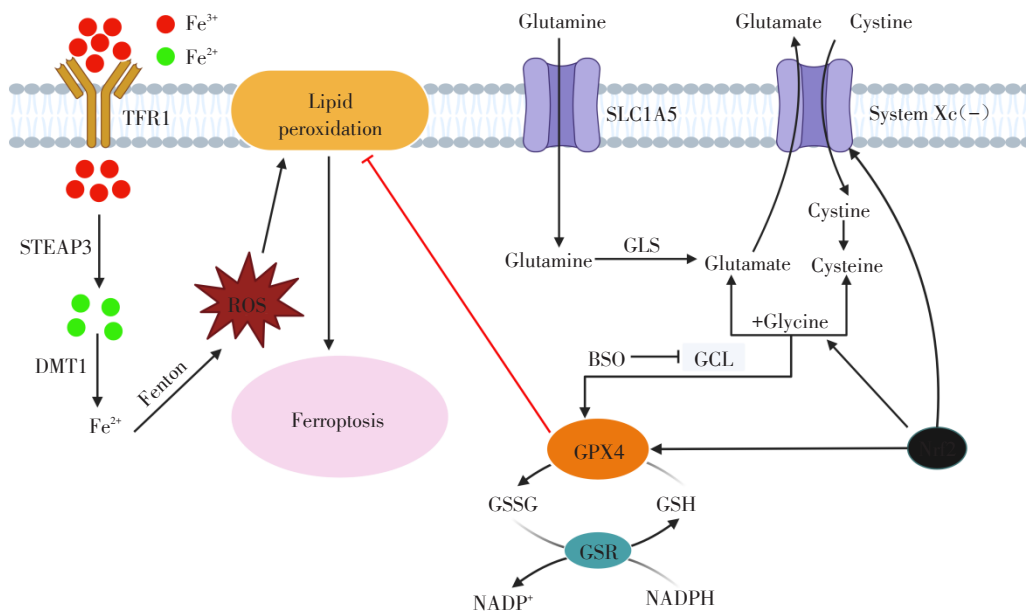 Fe³⁺
Fe²⁺
TFR1
STEAP3
DMT1
Fe²⁺
Fenton
ROS
Lipid
peroxidation
Ferroptosis
Glutamine
SLC1A5
Glutamine
GLS
Glutamate
Cystine
System Xc(-)
Cystine
Glutamate
Cysteine
+Glycine
BSO
GCL
GPX4
Nrf2
GSSG
GSH
GSR
NADP⁺
NADPH